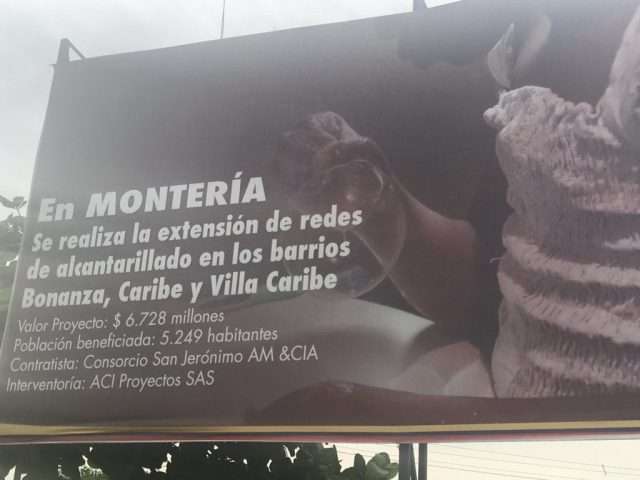 En MONTERÍA
Se realiza la extensión de redes
de alcantarillado en los barrios
Bonanza, Caribe y Villa Caribe
Valor Proyecto: $ 6.728 millones
Población beneficiada: 5.249 habitantes
Contratista: Consorcio San Jerónimo AM &CIA
Interventoría: ACI Proyectos SAS